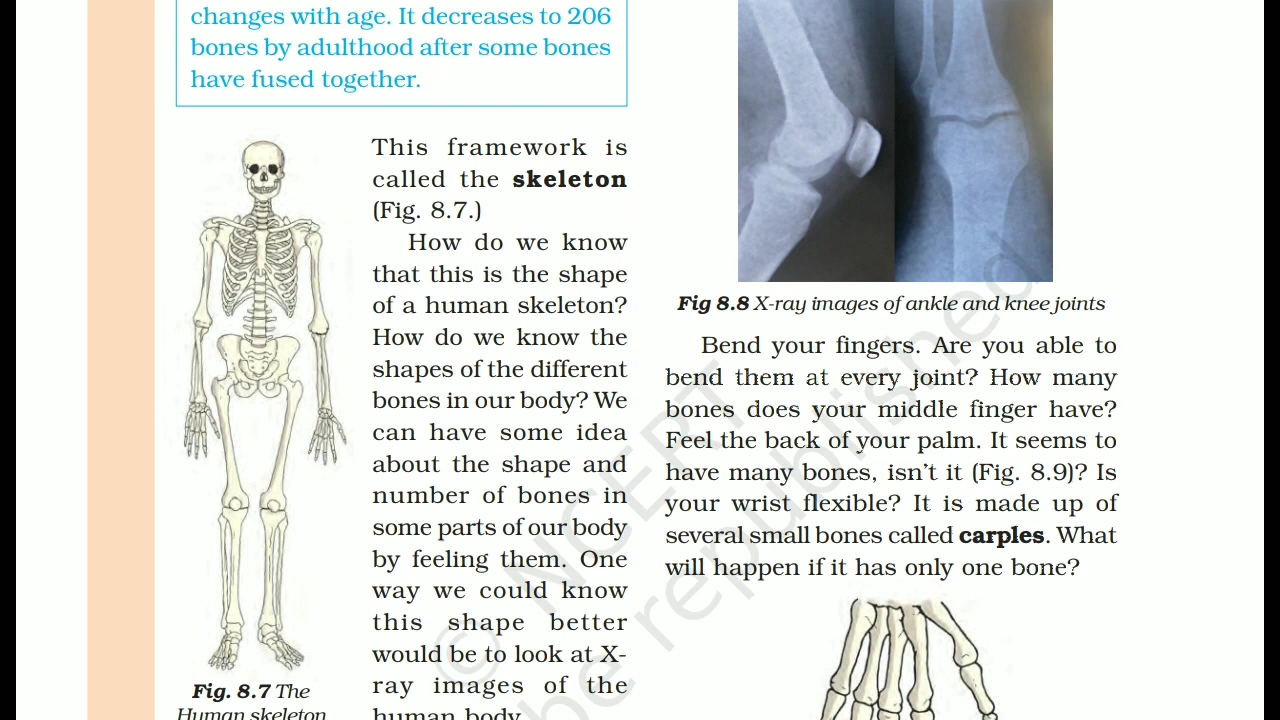 changes with age. It decreases to 206
bones by adulthood after some bones
have fused together.
This framework is
called the skeleton
(Fig. 8.7.)
How do we know
that this is the shape
of a human skeleton?
How do we know the
shapes of the different
bones in our body? We
can have some idea
about the shape and
number of bones in
some parts of our body
by feeling them. One
way we could know
this shape better
would be to look at X-
ray images of the
human body.
Fig. 8.7 The
Human skeleton
Fig 8.8 X-ray images of ankle and knee joints
Bend your fingers. Are you able to
bend them at every joint? How many
bones does your middle finger have?
Feel the back of your palm. It seems to
have many bones, isn't it (Fig. 8.9)? Is
your wrist flexible? It is made up of
several small bones called carples. What
will happen if it has only one bone?
© NCERT
be republished